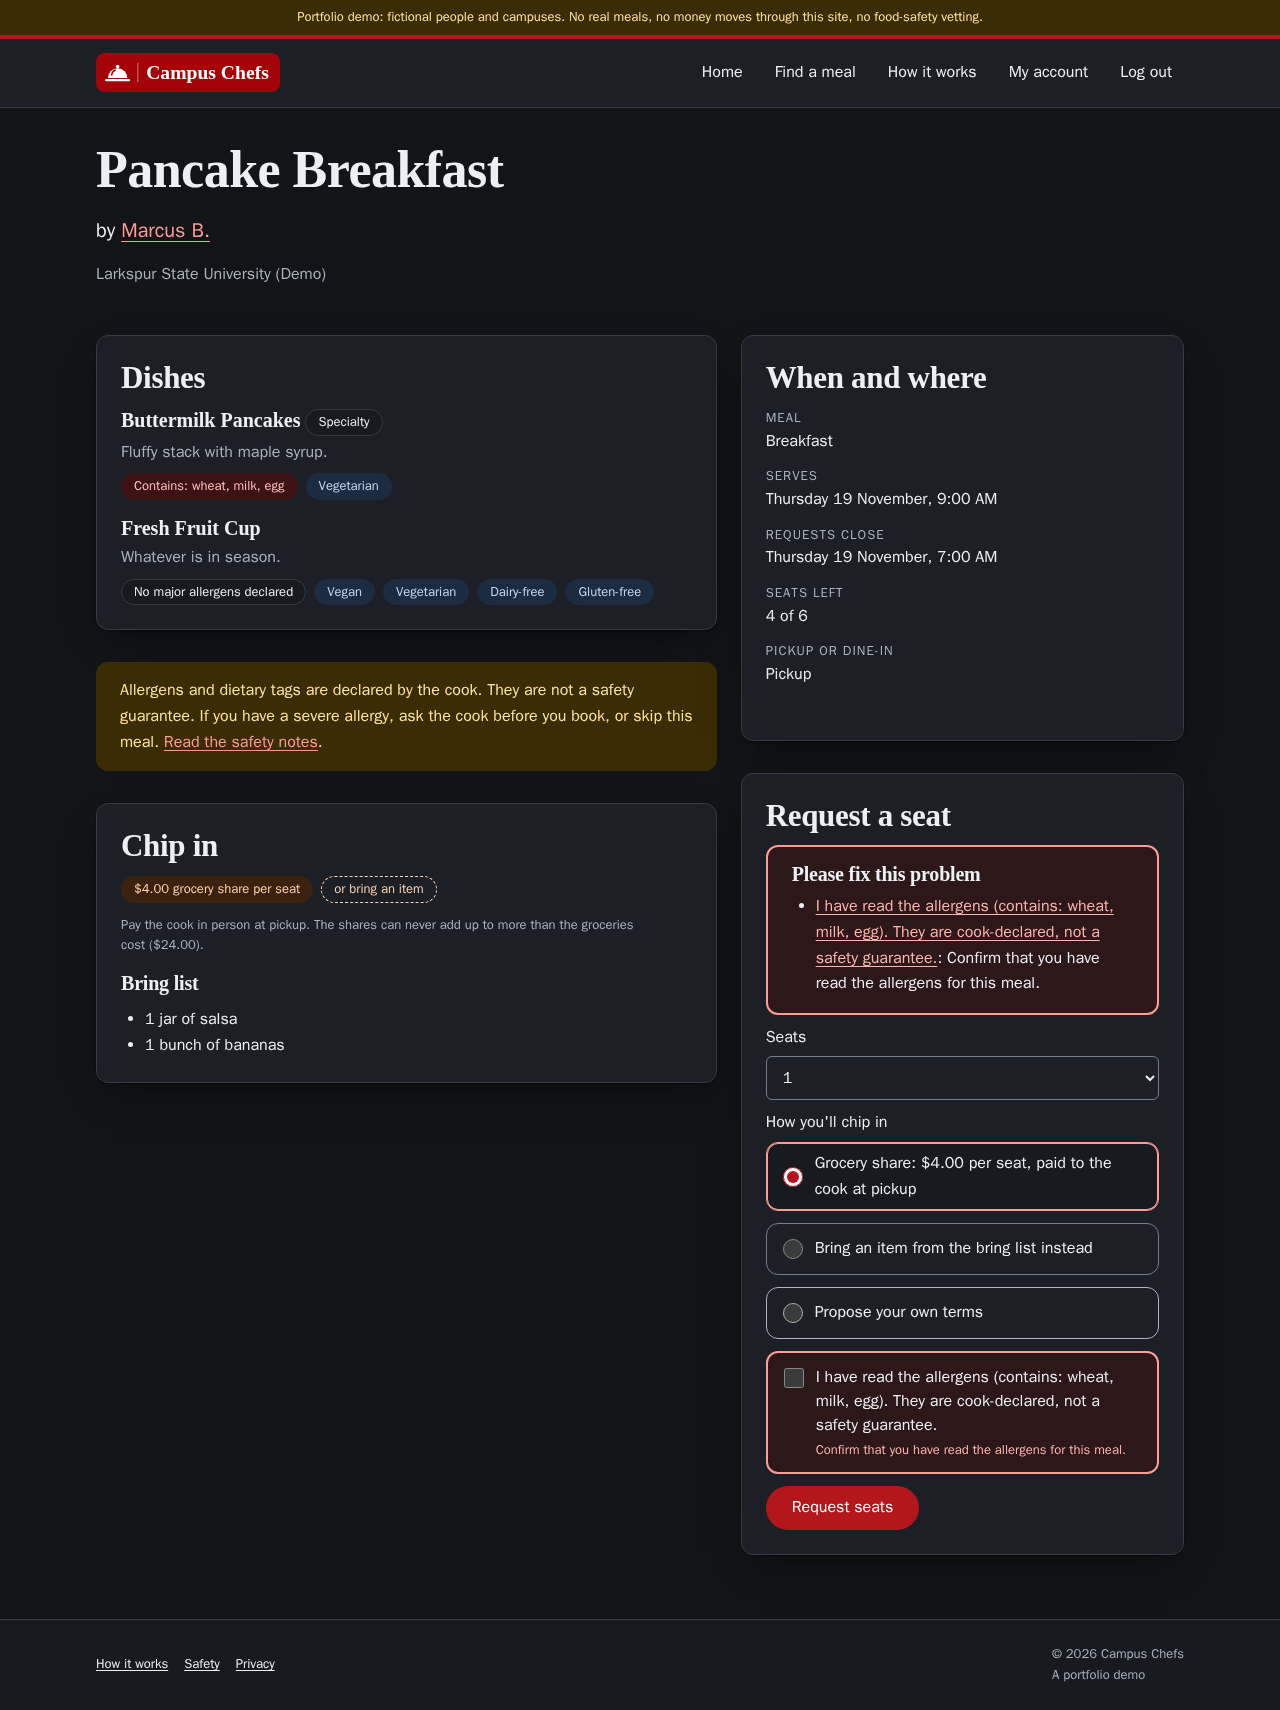 Portfolio demo: fictional people and campuses. No real meals, no money moves through this site, no food-safety vetting.
Campus Chefs
Home
Find a meal
How it works
My account
Log out
Pancake Breakfast
by Marcus B.
Larkspur State University (Demo)
Dishes
Buttermilk Pancakes Specialty
Fluffy stack with maple syrup.
Contains: wheat, milk, egg
Vegetarian
Fresh Fruit Cup
Whatever is in season.
No major allergens declared
Vegan
Vegetarian
Dairy-free
Gluten-free
Allergens and dietary tags are declared by the cook. They are not a safety
guarantee. If you have a severe allergy, ask the cook before you book, or skip this
meal. Read the safety notes.
Chip in
$4.00 grocery share per seat
or bring an item
Pay the cook in person at pickup. The shares can never add up to more than the groceries
cost ($24.00).
Bring list
• 1 jar of salsa
• 1 bunch of bananas
When and where
MEAL
Breakfast
SERVES
Thursday 19 November, 9:00 AM
REQUESTS CLOSE
Thursday 19 November, 7:00 AM
SEATS LEFT
4 of 6
PICKUP OR DINE-IN
Pickup
Request a seat
Please fix this problem
• I have read the allergens (contains: wheat,
milk, egg). They are cook-declared, not a
safety guarantee.: Confirm that you have
read the allergens for this meal.
Seats
1
How you'll chip in
Grocery share: $4.00 per seat, paid to the
cook at pickup
Bring an item from the bring list instead
Propose your own terms
I have read the allergens (contains: wheat,
milk, egg). They are cook-declared, not a
safety guarantee.
Confirm that you have read the allergens for this meal.
Request seats
How it works
Safety
Privacy
© 2026 Campus Chefs
A portfolio demo